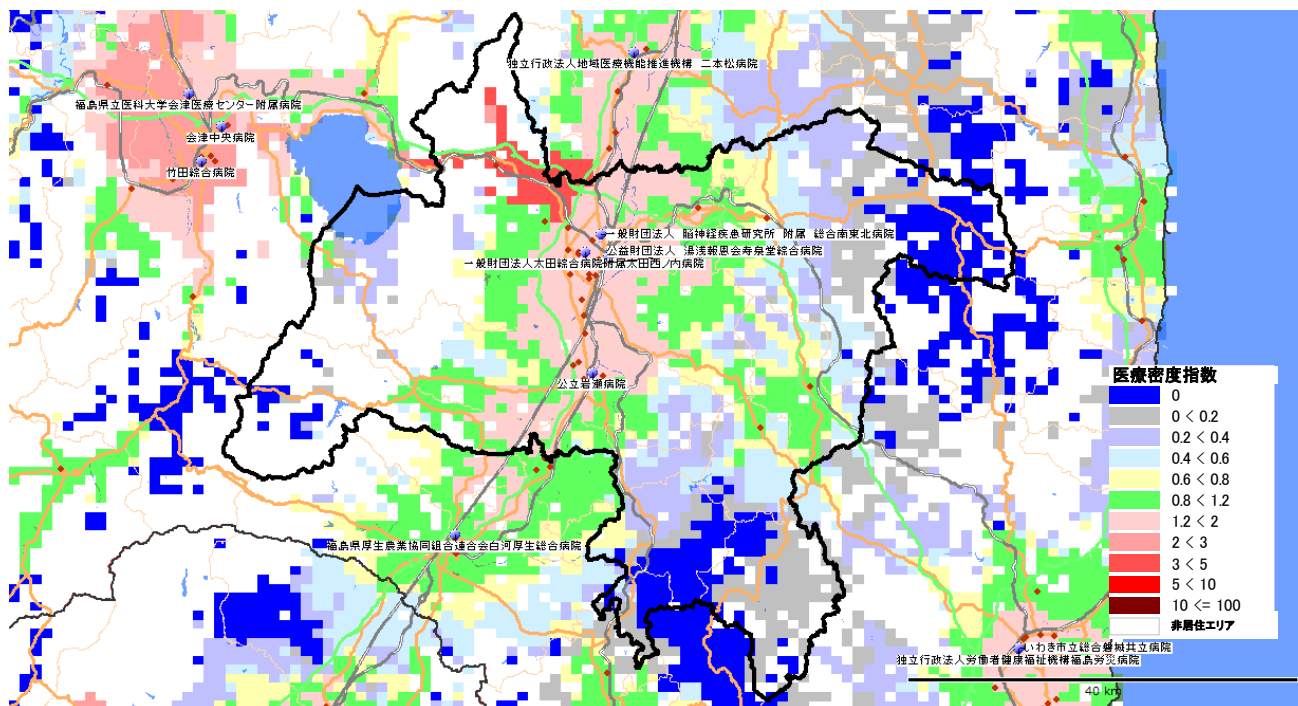 独立行政法人地域医療機能推進機構　二本松病院
福島県立医科大学会津医療センター附属病院
会津中央病院
竹田綜合病院
一般財団法人　脳神経疾患研究所　附属　総合南東北病院
公益財団法人　湯浅報恩会寿泉堂綜合病院
一般財団法人太田綜合病院附属太田西ノ内病院
公立岩瀬病院
福島県厚生農業協同組合連合会白河厚生総合病院
医療密度指数
0
0 < 0.2
0.2 < 0.4
0.4 < 0.6
0.6 < 0.8
0.8 < 1.2
1.2 < 2
2 < 3
3 < 5
5 < 10
10 <= 100
非居住エリア
いわき市立総合磐城共立病院
独立行政法人労働者健康福祉機構福島労災病院
40 km